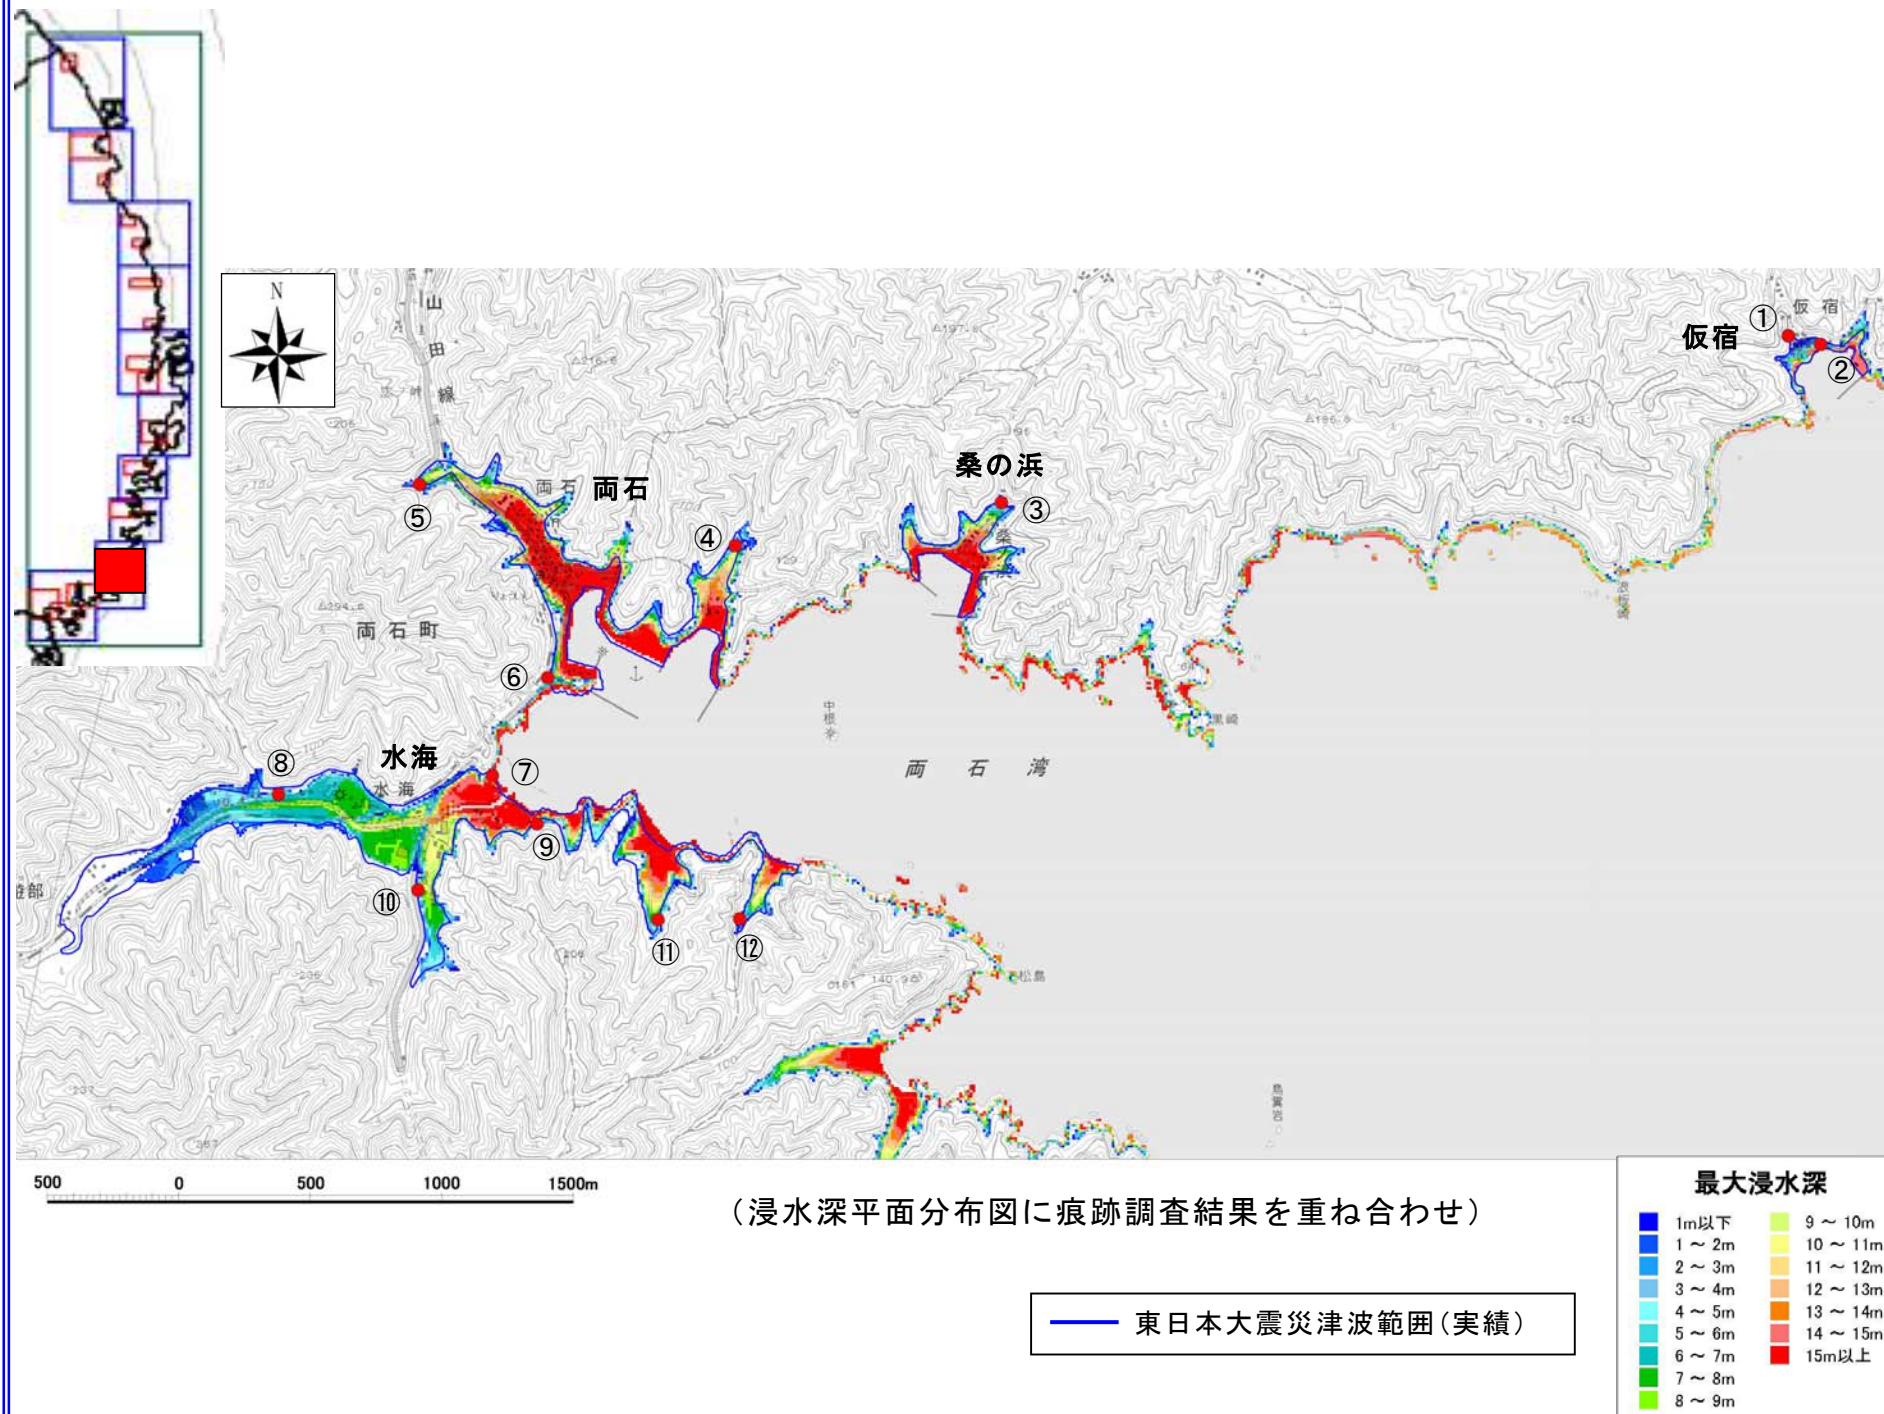 N
山田線
①
仮宿
仮宿
②
桑の浜
③
両石
両石
④
⑤
両石町
⑥
中根
黒崎
両石湾
水海
水海
⑦
⑧
⑨
⑩
⑪
⑫
松島
500 0 500 1000 1500m
（浸水深平面分布図に痕跡調査結果を重ね合わせ）
東日本大震災津波範囲（実績）
最大浸水深
1m以下
1 ～ 2m
2 ～ 3m
3 ～ 4m
4 ～ 5m
5 ～ 6m
6 ～ 7m
7 ～ 8m
8 ～ 9m
9 ～ 10m
10 ～ 11m
11 ～ 12m
12 ～ 13m
13 ～ 14m
14 ～ 15m
15m以上